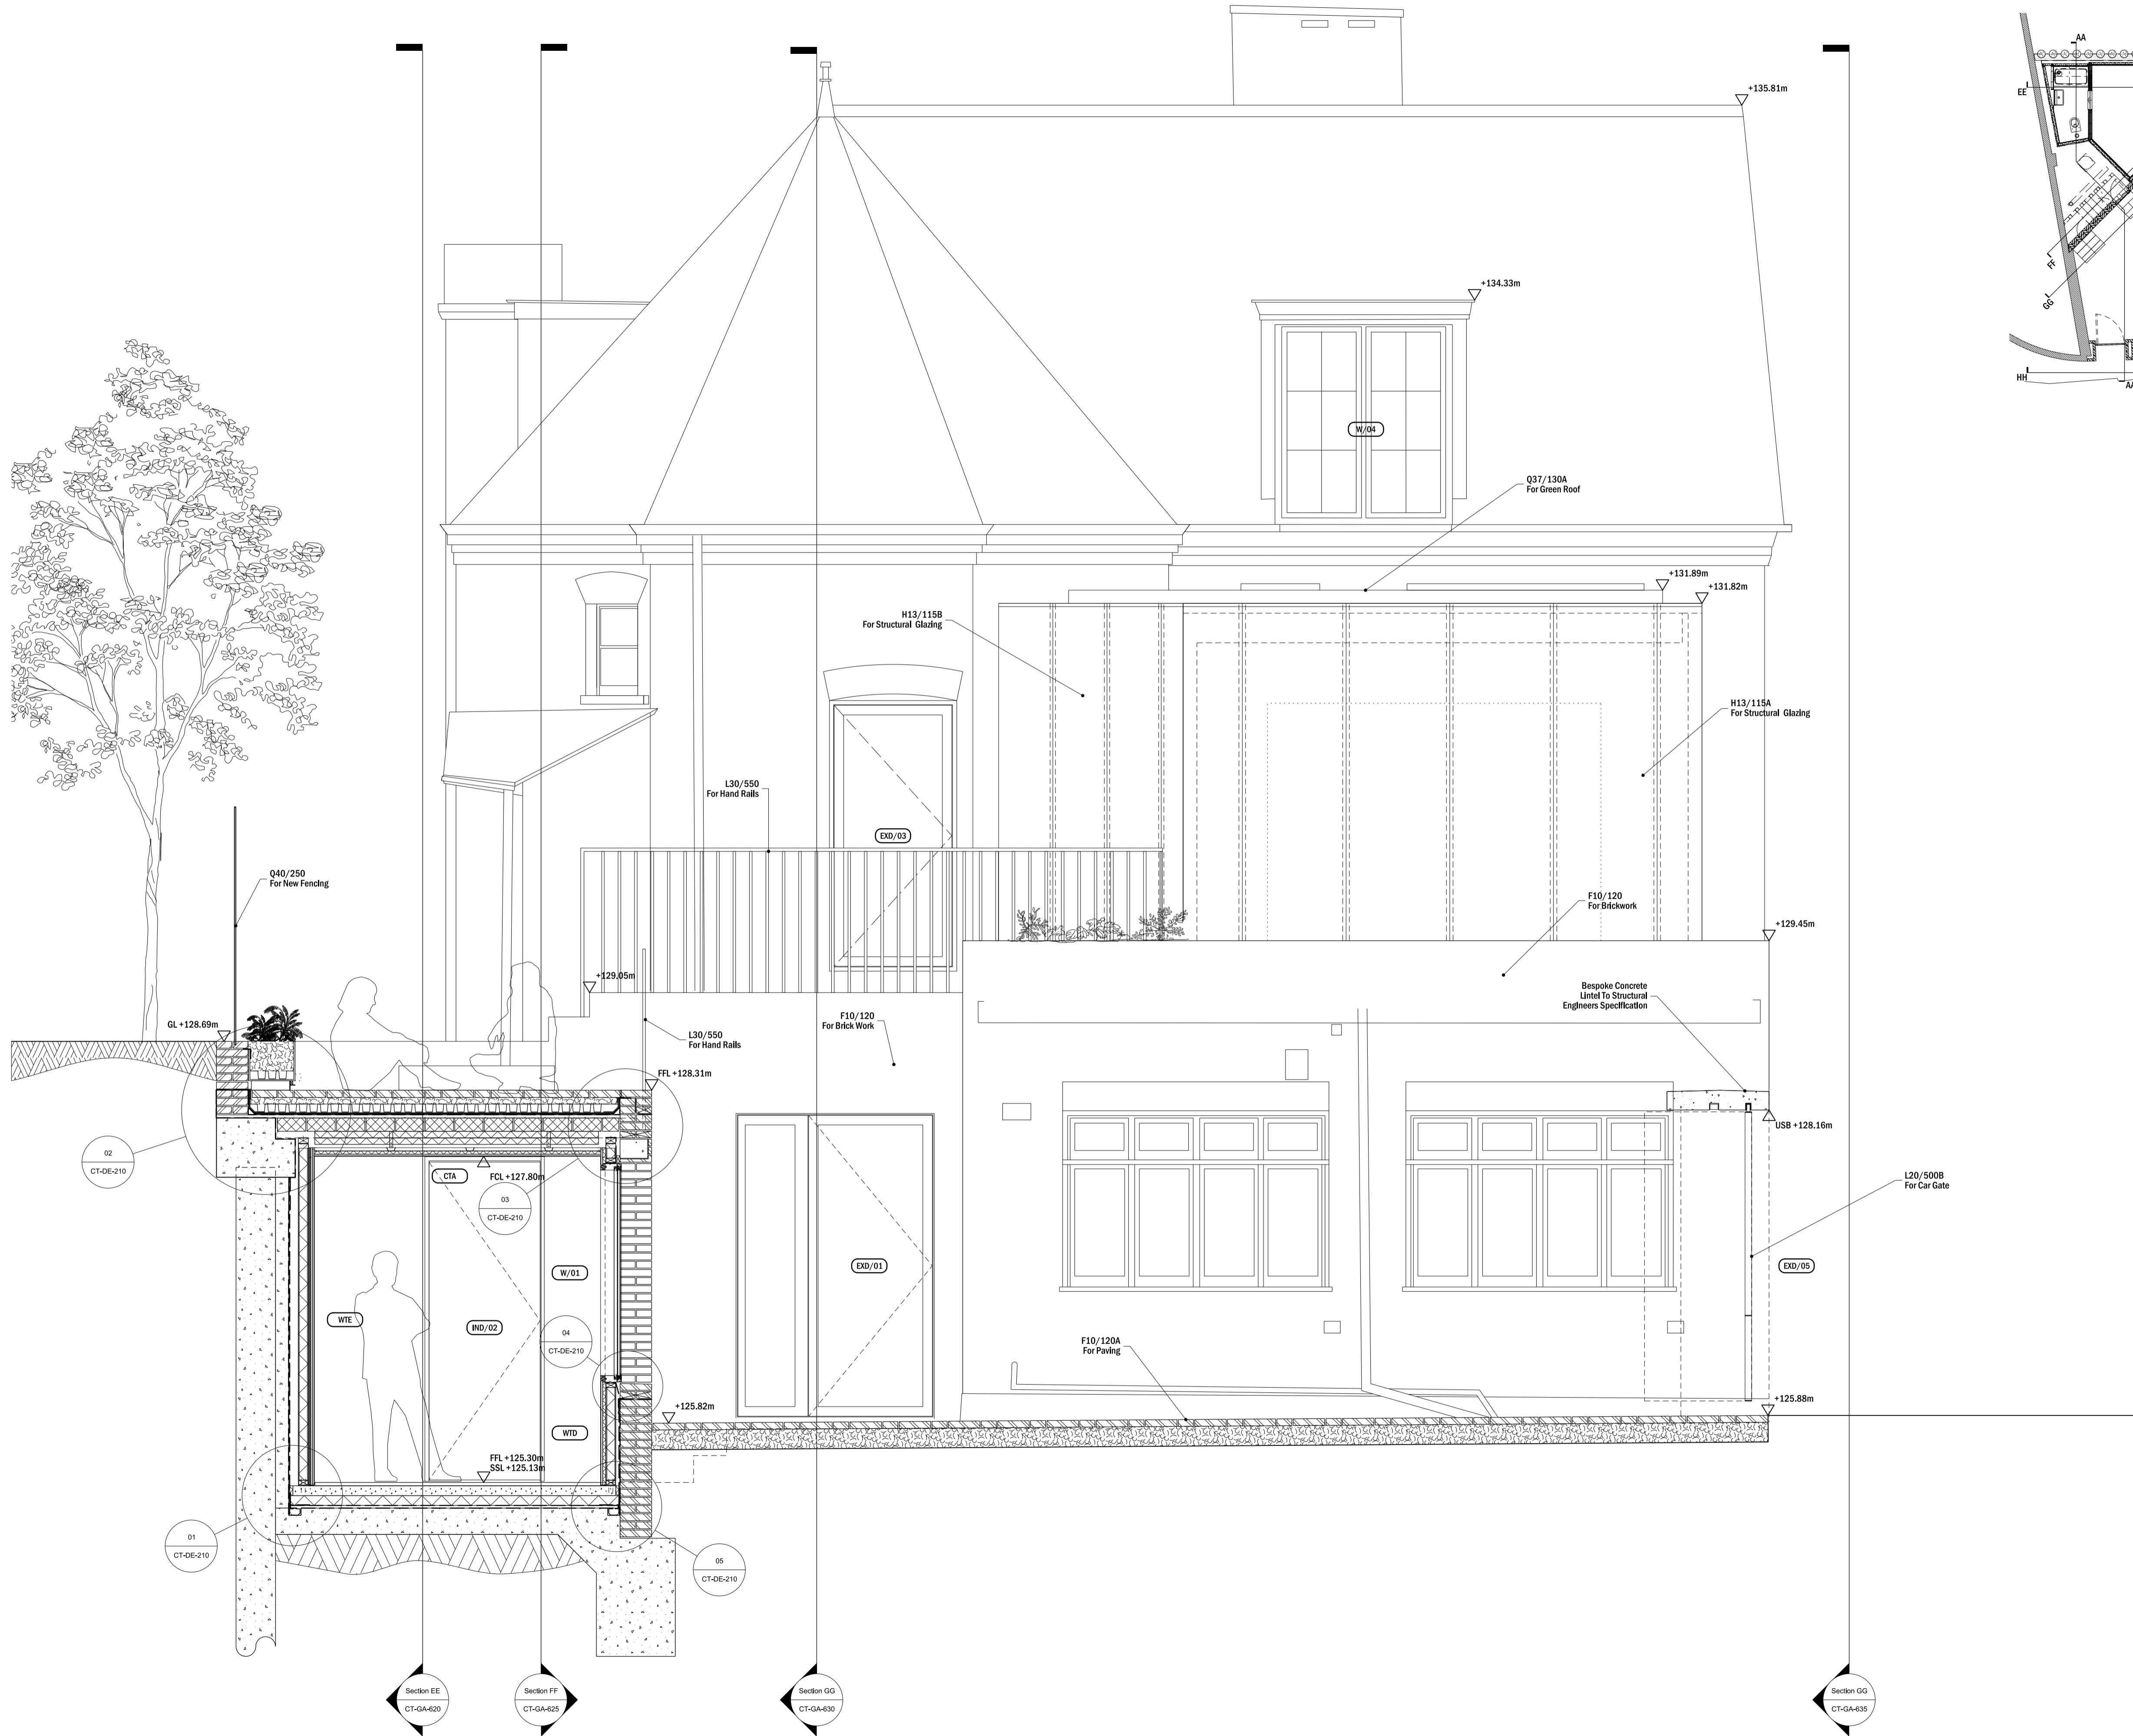 AA
EE
FF
GG
HH
AA
+135.81m
+134.33m
W/04
Q37/130A
For Green Roof
+131.89m
+131.82m
H13/115B
For Structural Glazing
H13/115A
For Structural Glazing
L30/550
For Hand Rails
EXD/03
Q40/250
For New Fencing
F10/120
For Brickwork
+129.45m
+129.05m
Bespoke Concrete
Lintel To Structural
Engineers Specification
GL +128.69m
L30/550
For Hand Rails
F10/120
For Brick Work
FFL +128.31m
USB +128.16m
02
CT-DE-210
CTA
FCL +127.80m
03
CT-DE-210
L20/500B
For Car Gate
W/01
EXD/01
EXD/05
WTE
IND/02
04
CT-DE-210
F10/120A
For Paving
+125.88m
+125.82m
WTD
FFL +125.30m
SSL +125.13m
01
CT-DE-210
05
CT-DE-210
Section EE
CT-GA-620
Section FF
CT-GA-625
Section GG
CT-GA-630
Section GG
CT-GA-635